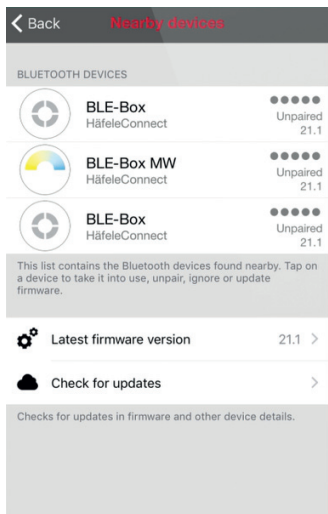 Back
Nearby devices
BLUETOOTH DEVICES
BLE-Box
HäfeleConnect
Unpaired
21.1
BLE-Box MW
HäfeleConnect
Unpaired
21.1
BLE-Box
HäfeleConnect
Unpaired
21.1
This list contains the Bluetooth devices found nearby. Tap on
a device to take it into use, unpair, ignore or update
firmware.
Latest firmware version 21.1
Check for updates
Checks for updates in firmware and other device details.